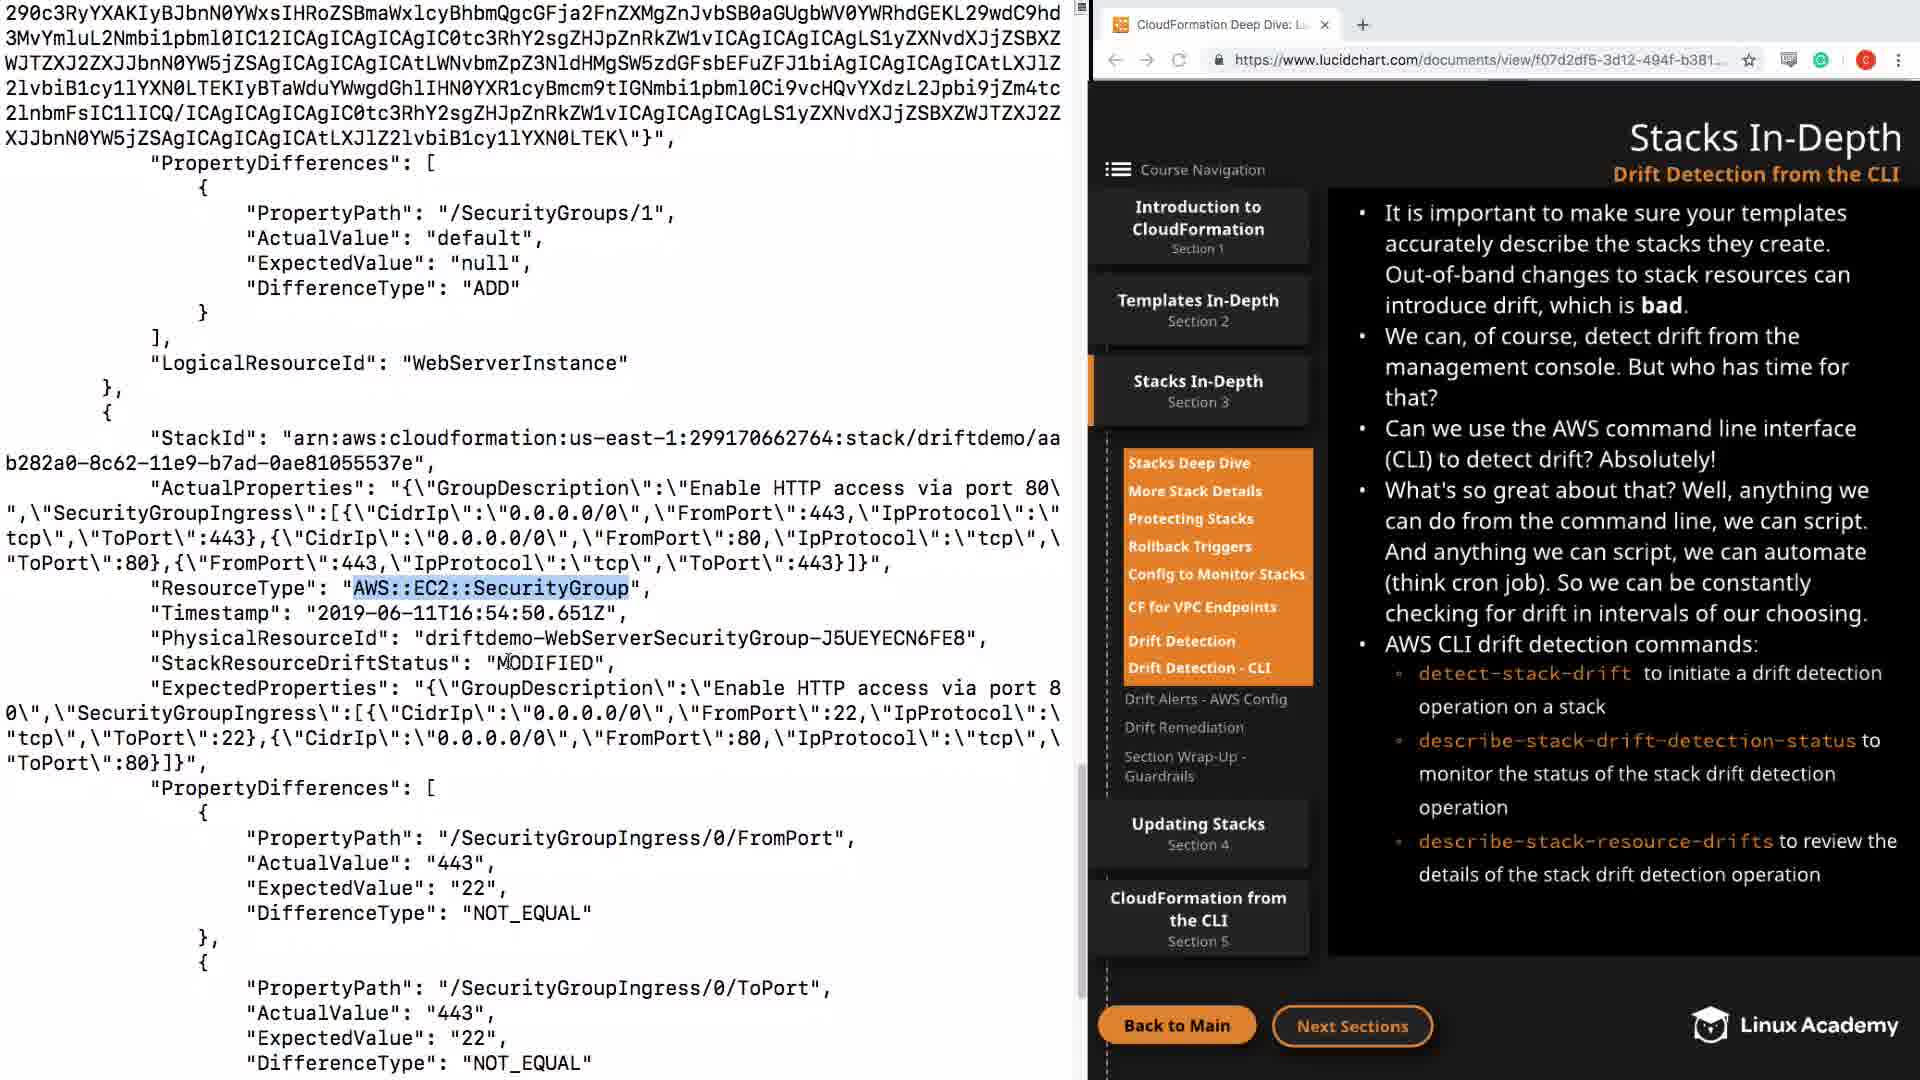 290c3RyYXAKIyBJbnN0YWxsIHRoZSBmaWxlcyBhbmQgcGFja2FnZXMgZnJvbSB0aGUgbWV0YWRhdGEKL29wdC9hd
3MvYmluL2Nmbi1pbml0IC12ICAgICAgICAgIC0tc3RhY2sgZHJpZnRkZW1vICAgICAgICAgLS1yZXNvdXJjZSBXZ
WJTZXJ2ZXJJbnN0YW5jZSAgICAgICAgICAtLWNvbmZpZ3NldHMgSW5zdGFsbEFuZFJ1biAgICAgICAgICAtLXJlZ
2lvbiB1cy1lYXN0LTEKIyBTaWduYWwgdGhlIHN0YXR1cyBmcm9tIGNmbi1pbml0Ci9vcHQvYXdzL2Jpbi9jZm4tc
2lnbmFsIC1lICQ/ICAgICAgICAgIC0tc3RhY2sgZHJpZnRkZW1vICAgICAgICAgLS1yZXNvdXJjZSBXZWJTZXJ2Z
XJJbnN0YW5jZSAgICAgICAgICAtLXJlZ2lvbiB1cy1lYXN0LTEK\"}",
"PropertyDifferences": [
{
"PropertyPath": "/SecurityGroups/1",
"ActualValue": "default",
"ExpectedValue": "null",
"DifferenceType": "ADD"
}
],
"LogicalResourceId": "WebServerInstance"
},
{
"StackId": "arn:aws:cloudformation:us-east-1:299170662764:stack/driftdemo/aa
b282a0-8c62-11e9-b7ad-0ae81055537e",
"ActualProperties": "{\"GroupDescription\":\"Enable HTTP access via port 80\
",\"SecurityGroupIngress\":[{\"CidrIp\":\"0.0.0.0/0\",\"FromPort\":443,\"IpProtocol\":\"
tcp\",\"ToPort\":443},{\"CidrIp\":\"0.0.0.0/0\",\"FromPort\":80,\"IpProtocol\":\"tcp\",\
"ToPort\":80},{\"FromPort\":443,\"IpProtocol\":\"tcp\",\"ToPort\":443}]}",
"ResourceType": "AWS::EC2::SecurityGroup",
"Timestamp": "2019-06-11T16:54:50.651Z",
"PhysicalResourceId": "driftdemo-WebServerSecurityGroup-J5UEYECN6FE8",
"StackResourceDriftStatus": "MODIFIED",
"ExpectedProperties": "{\"GroupDescription\":\"Enable HTTP access via port 8
0\",\"SecurityGroupIngress\":[{\"CidrIp\":\"0.0.0.0/0\",\"FromPort\":22,\"IpProtocol\":\
"tcp\",\"ToPort\":22},{\"CidrIp\":\"0.0.0.0/0\",\"FromPort\":80,\"IpProtocol\":\"tcp\",\
"ToPort\":80}]}",
"PropertyDifferences": [
{
"PropertyPath": "/SecurityGroupIngress/0/FromPort",
"ActualValue": "443",
"ExpectedValue": "22",
"DifferenceType": "NOT_EQUAL"
},
{
"PropertyPath": "/SecurityGroupIngress/0/ToPort",
"ActualValue": "443",
"ExpectedValue": "22",
"DifferenceType": "NOT_EQUAL"
CloudFormation Deep Dive: Lu
https://www.lucidchart.com/documents/view/f07d2df5-3d12-494f-b381...
Stacks In-Depth
Drift Detection from the CLI
Course Navigation
Introduction to
CloudFormation
Section 1
Templates In-Depth
Section 2
Stacks In-Depth
Section 3
Stacks Deep Dive
More Stack Details
Protecting Stacks
Rollback Triggers
Config to Monitor Stacks
CF for VPC Endpoints
Drift Detection
Drift Detection - CLI
Drift Alerts - AWS Config
Drift Remediation
Section Wrap-Up -
Guardrails
Updating Stacks
Section 4
CloudFormation from
the CLI
Section 5
• It is important to make sure your templates
accurately describe the stacks they create.
Out-of-band changes to stack resources can
introduce drift, which is bad.
• We can, of course, detect drift from the
management console. But who has time for
that?
• Can we use the AWS command line interface
(CLI) to detect drift? Absolutely!
• What's so great about that? Well, anything we
can do from the command line, we can script.
And anything we can script, we can automate
(think cron job). So we can be constantly
checking for drift in intervals of our choosing.
• AWS CLI drift detection commands:
◦ detect-stack-drift to initiate a drift detection
operation on a stack
◦ describe-stack-drift-detection-status to
monitor the status of the stack drift detection
operation
◦ describe-stack-resource-drifts to review the
details of the stack drift detection operation
Back to Main
Next Sections
Linux Academy